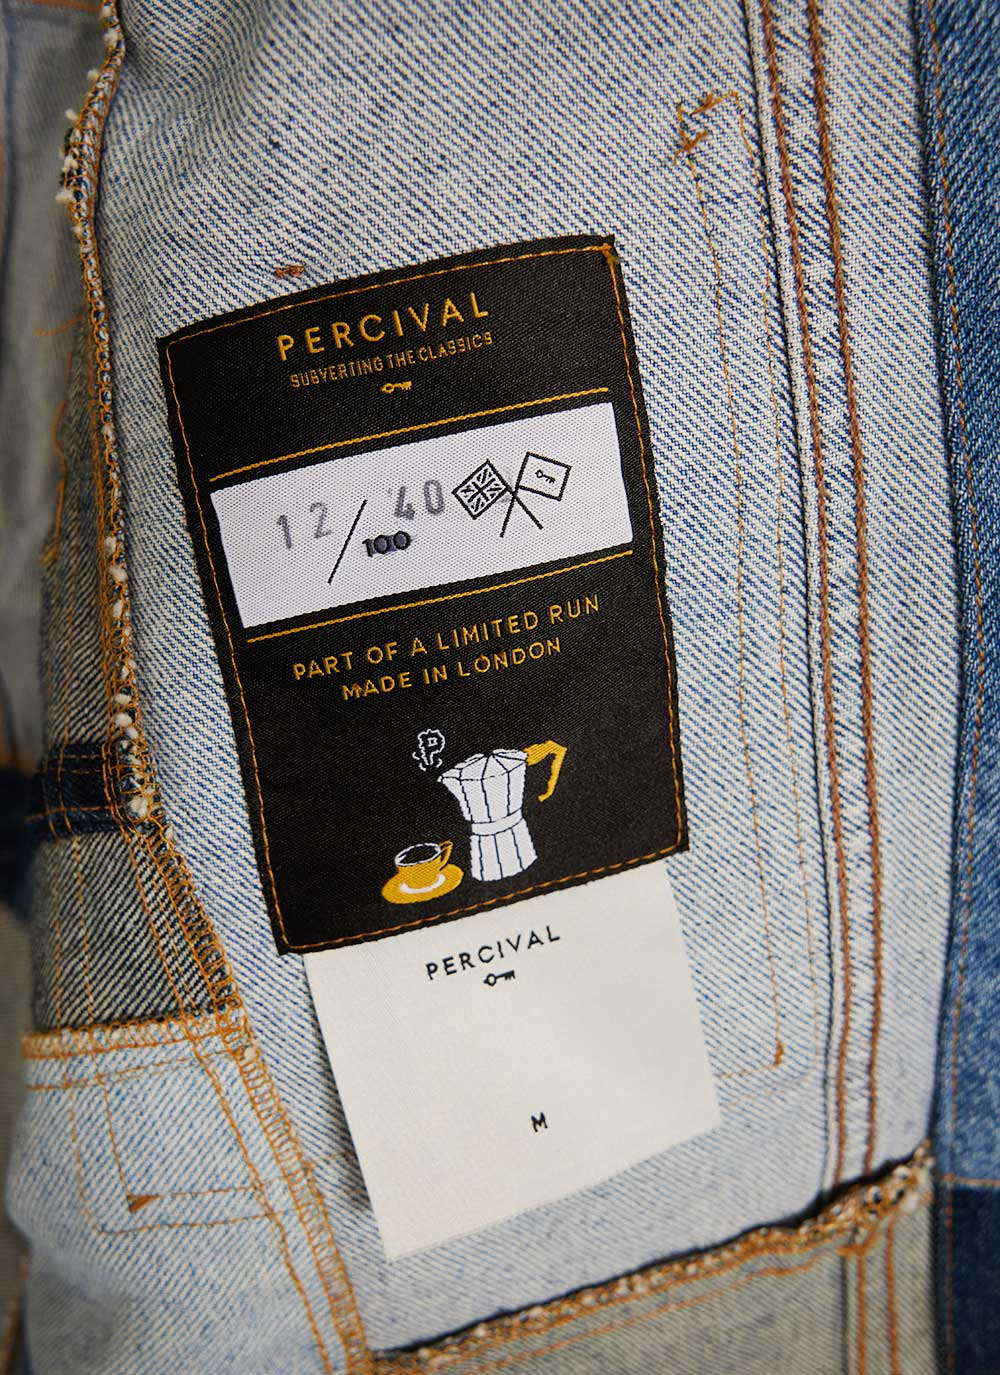 PERCIVAL
SUBVERTING THE CLASSICS
12/40
100
PART OF A LIMITED RUN
MADE IN LONDON
P
PERCIVAL
M